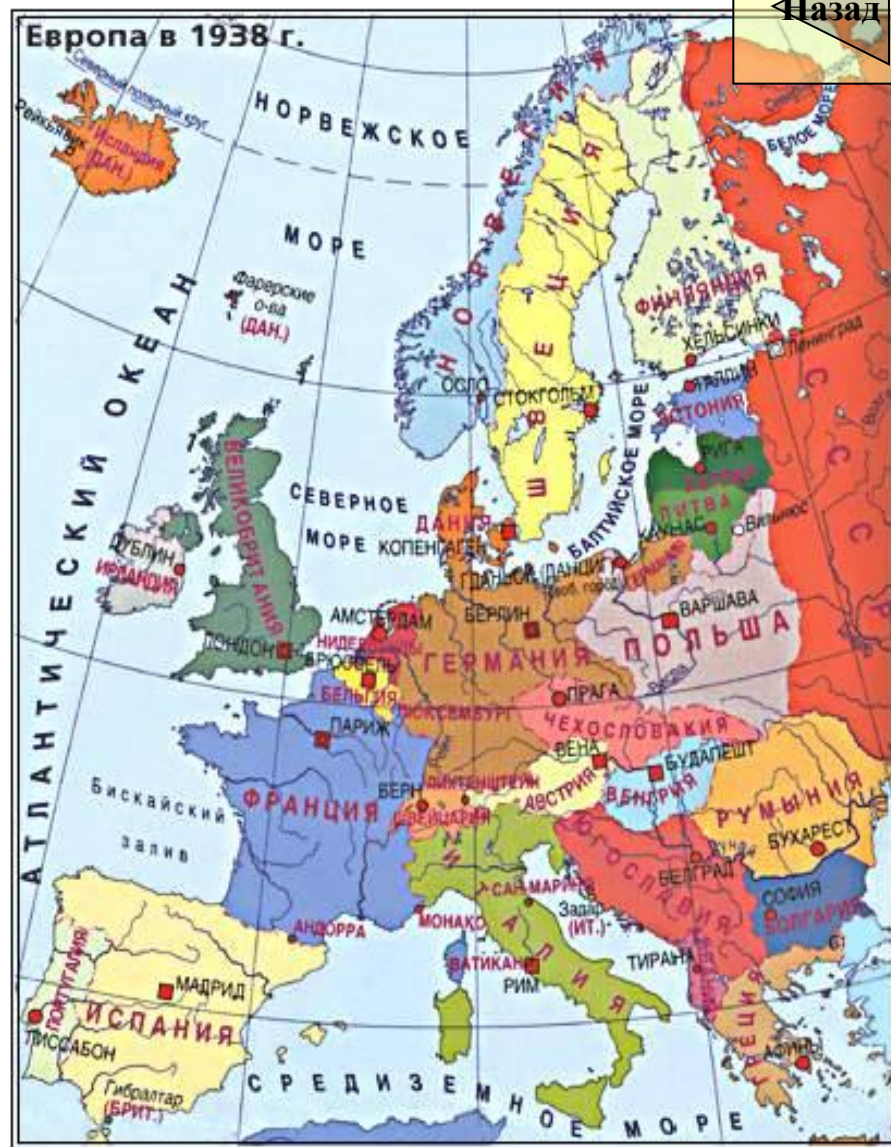 Назад
Европа в 1938 г.
Северный полярный круг
НОРВЕЖСКОЕ
МОРЕ
БЕЛОЕ МОРЕ
Рейкьявик
Исландия
(ДАН.)
Фарерские
о-ва
(ДАН.)
АТЛАНТИЧЕСКИЙ ОКЕАН
НОРВЕГИЯ
ШВЕЦИЯ
ФИНЛЯНДИЯ
ХЕЛЬСИНКИ
Ленинград
ОСЛО
СТОКГОЛЬМ
ТАЛЛИН
ЭСТОНИЯ
СССР
РИГА
ЛАТВИЯ
ЛИТВА
КАУНАС
Вильнюс
БАЛТИЙСКОЕ МОРЕ
СЕВЕРНОЕ
МОРЕ
ДАНИЯ
КОПЕНГАГЕН
ГДАНЬСК (ДАНЦИГ)
ГЕРМАНИЯ
ВЕЛИКОБРИТАНИЯ
ДУБЛИН
ИРЛАНДИЯ
ЛОНДОН
АМСТЕРДАМ
НИДЕРЛАНДЫ
БРЮССЕЛЬ
БЕЛЬГИЯ
ЛЮКСЕМБУРГ
БЕРЛИН
ГЕРМАНИЯ
ВАРШАВА
ПОЛЬША
Висла
ПРАГА
ЧЕХОСЛОВАКИЯ
ПАРИЖ
ФРАНЦИЯ
Рейн
БЕРН
ЛИХТЕНШТЕЙН
ШВЕЙЦАРИЯ
ВЕНА
АВСТРИЯ
БУДАПЕШТ
ВЕНГРИЯ
РУМЫНИЯ
БУХАРЕСТ
Бискайский
залив
ИТАЛИЯ
ЮГОСЛАВИЯ
БЕЛГРАД
СОФИЯ
БОЛГАРИЯ
САН-МАРИНО
Задар
(ИТ.)
МОНАКО
АНДОРРА
ВАТИКАН
РИМ
ТИРАНА
АЛБАНИЯ
ГРЕЦИЯ
АФИНЫ
ПОРТУГАЛИЯ
ЛИССАБОН
МАДРИД
ИСПАНИЯ
Гибралтар
(БРИТ.)
СРЕДИЗЕМНОЕ МОРЕ